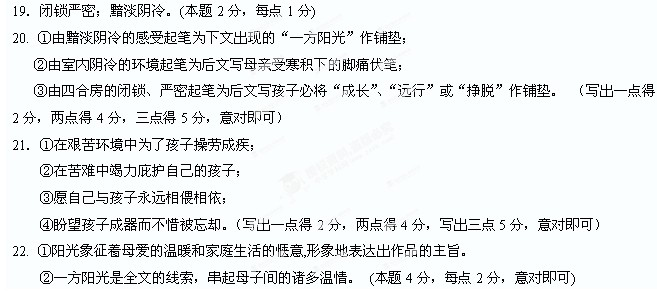 19．闭锁严密；黯淡阴冷。(本题 2 分，每点 1 分)
20．①由黯淡阴冷的感受起笔为下文出现的“一方阳光”作铺垫；
②由室内阴冷的环境起笔为后文写母亲受寒积下的脚痛伏笔；
③由四合房的闭锁、严密起笔为后文写孩子必将“成长”、“远行”或“挣脱”作铺垫。 （写出一点得
2 分，两点得 4 分，三点得 5 分，意对即可）
21．①在艰苦环境中为了孩子操劳成疾；
②在苦难中竭力庇护自己的孩子；
③愿自己与孩子永远相偎相依；
④盼望孩子成器而不惜被忘却。（写出一点得 2 分，两点得 4 分，写出三点 5 分，意对即可）
22．①阳光象征着母爱的温暖和家庭生活的惬意,形象地表达出作品的主旨。
②一方阳光是全文的线索，串起母子间的诸多温情。 (本题 4 分，每点 2 分，意对即可)